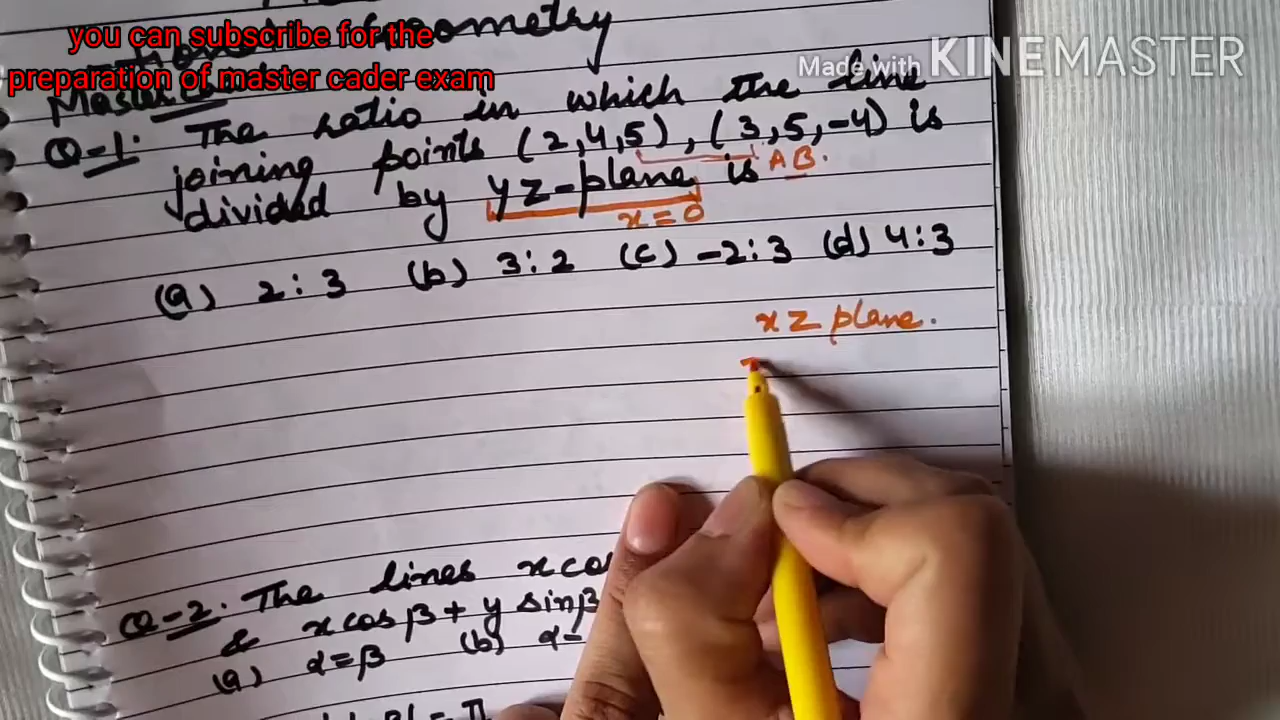 you can subscribe for the
preparation of master cader exam
Made with KINEMASTER
Master
Q-1. The ratio in which the line
joining points (2,4,5), (3,5,-4) is
AB.
divided by yz-plane is
x=0
(a) 2:3 (b) 3:2 (c) -2:3 (d) 4:3
xz plane.
Q-2. The lines x cos
& x cos β + y sin β
(a) α=β (b) α-